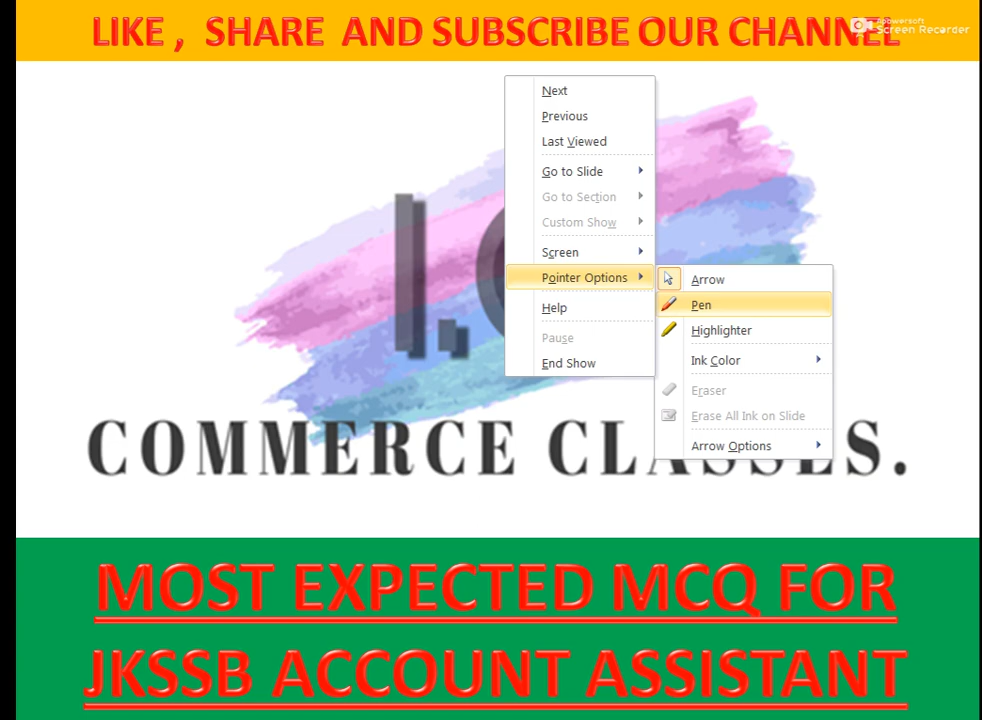 LIKE , SHARE AND SUBSCRIBE OUR CHANNEL
Apowersoft
Screen Recorder
Next
Previous
Last Viewed
Go to Slide
Go to Section
Custom Show
Screen
Pointer Options
Help
Pause
End Show
Arrow
Pen
Highlighter
Ink Color
Eraser
Erase All Ink on Slide
Arrow Options
COMMERCE CLASSES.
MOST EXPECTED MCQ FOR
JKSSB ACCOUNT ASSISTANT